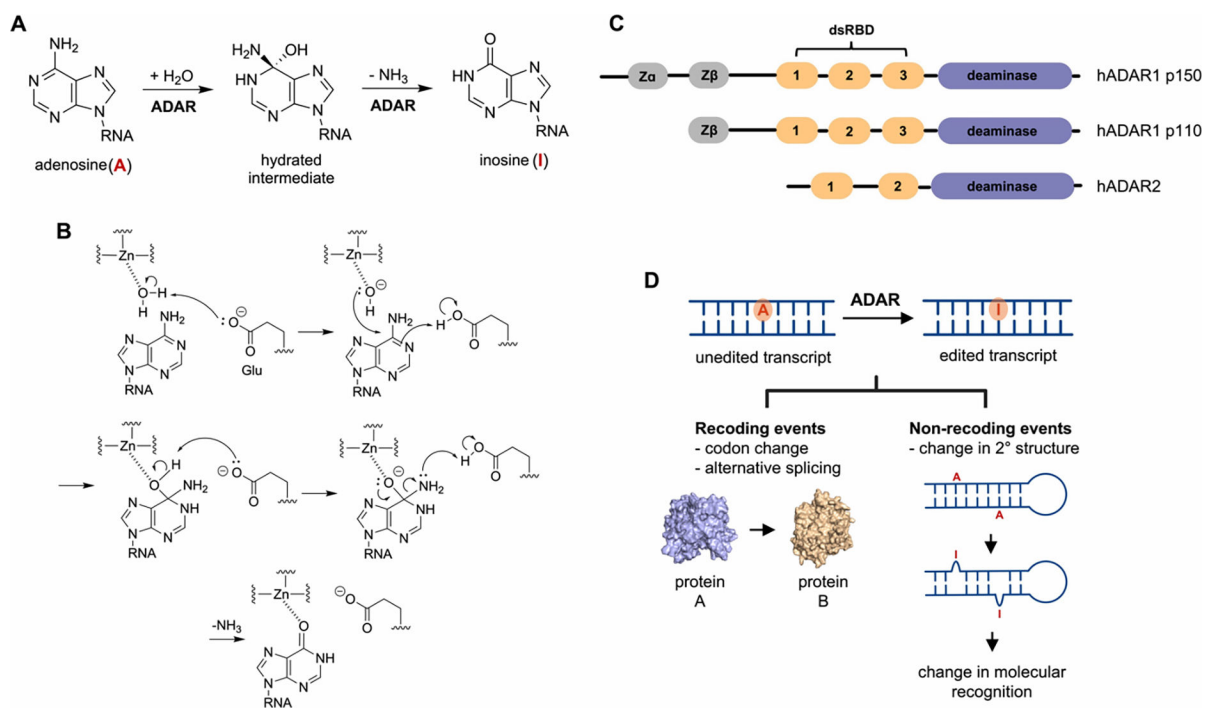 A
NH2
N
N
N
N
RNA
adenosine (A)
+ H2O
ADAR
H2N
OH
HN
N
N
N
RNA
hydrated
intermediate
- NH3
ADAR
O
HN
N
N
N
RNA
inosine (I)
B
Zn
O
H
H
NH2
N
N
N
N
RNA
⊖
:O
O
Glu
Zn
:O ⊖
H
NH2
N
N
N
N
RNA
H
O
O
Zn
H
O
NH2
N
NH
N
N
RNA
⊖
O
O
Zn
⊖
O
NH2
N
NH
N
N
RNA
H
O
O
-NH3
Zn
O
N
NH
N
N
RNA
⊖
O
O
C
dsRBD
Zα Zβ 1 2 3 deaminase hADAR1 p150
Zβ 1 2 3 deaminase hADAR1 p110
1 2 deaminase hADAR2
D
A
unedited transcript
ADAR
I
edited transcript
Recoding events
- codon change
- alternative splicing
protein
A
protein
B
Non-recoding events
- change in 2° structure
A
A
I
I
change in molecular
recognition